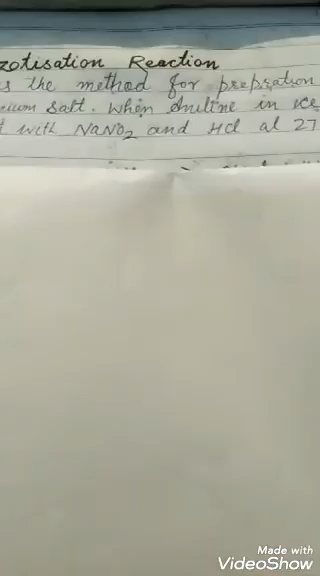 zotisation Reaction
s the method for prepration
ium salt. When Aniline in ice
t with NaNO2 and Hcl at 27
Made with
VideoShow